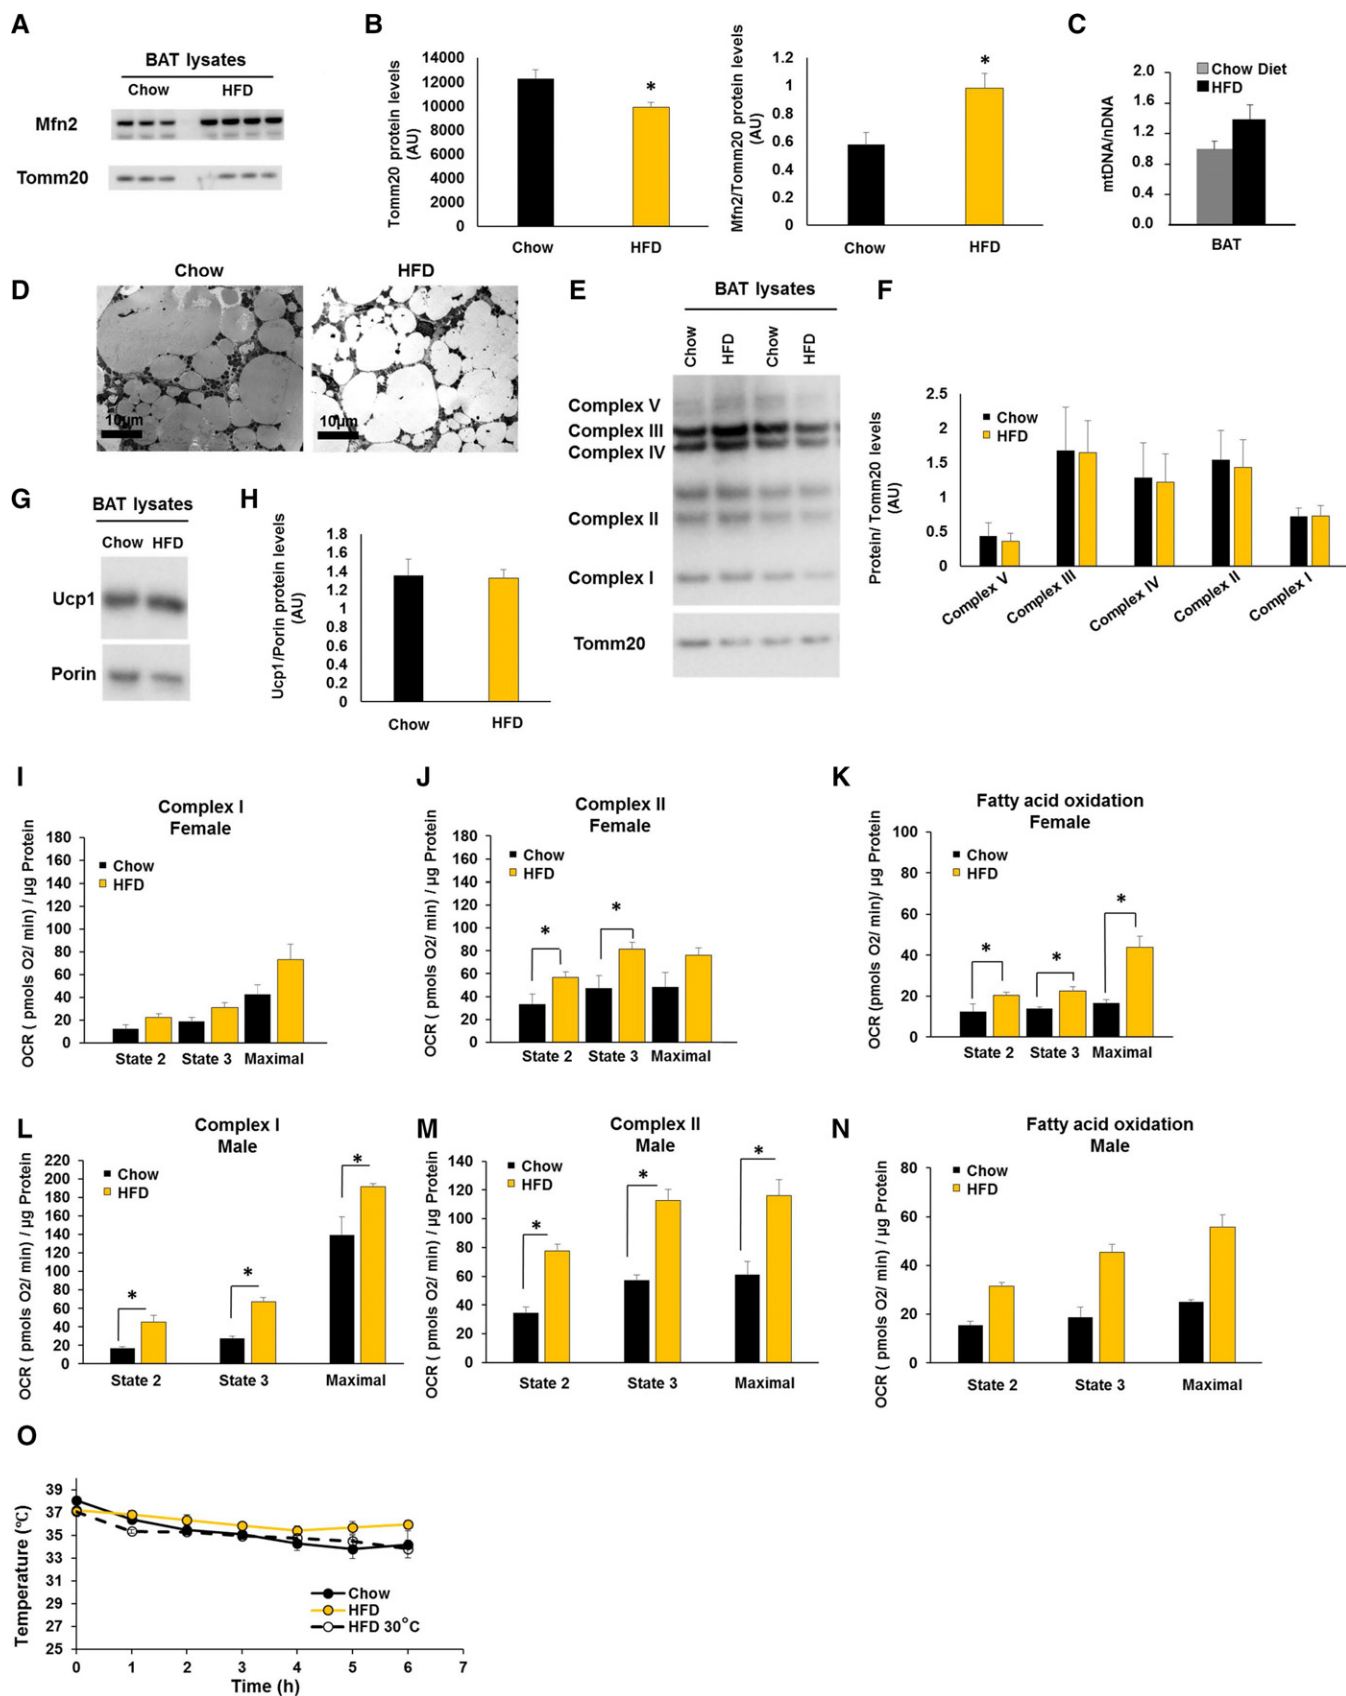 A
BAT lysates
Chow HFD
Mfn2
Tomm20
B
Tomm20 protein levels
(AU)
14000
12000
10000
8000
6000
4000
2000
0
*
Chow HFD
Mfn2/Tomm20 protein levels
(AU)
1.2
1
0.8
0.6
0.4
0.2
0
*
Chow HFD
C
mtDNA/nDNA
2.0
1.6
1.2
0.8
0.4
0.0
Chow Diet
HFD
BAT
D
Chow HFD
10µm 10µm
E
BAT lysates
Chow HFD Chow HFD
Complex V
Complex III
Complex IV
Complex II
Complex I
Tomm20
F
Protein/ Tomm20 levels
(AU)
2.5
2
1.5
1
0.5
0
Chow
HFD
Complex V Complex III Complex IV Complex II Complex I
G
BAT lysates
Chow HFD
Ucp1
Porin
H
Ucp1/Porin protein levels
(AU)
1.8
1.6
1.4
1.2
1
0.8
0.6
0.4
0.2
0
Chow HFD
I
Complex I
Female
OCR ( pmols O2/ min) / µg Protein
180
160
140
120
100
80
60
40
20
0
Chow
HFD
State 2 State 3 Maximal
J
Complex II
Female
OCR ( pmols O2/ min) / µg Protein
180
160
140
120
100
80
60
40
20
0
Chow
HFD
* *
State 2 State 3 Maximal
K
Fatty acid oxidation
Female
OCR (pmols O2/ min)/ µg Protein
100
80
60
40
20
0
Chow
HFD
* * *
State 2 State 3 Maximal
L
Complex I
Male
OCR ( pmols O2/ min) / µg Protein
220
200
180
160
140
120
100
80
60
40
20
0
Chow
HFD
* * *
State 2 State 3 Maximal
M
Complex II
Male
OCR ( pmols O2/ min) / µg Protein
140
120
100
80
60
40
20
0
Chow
HFD
* * *
State 2 State 3 Maximal
N
Fatty acid oxidation
Male
OCR ( pmols O2/ min) / µg Protein
80
60
40
20
0
Chow
HFD
State 2 State 3 Maximal
O
Temperature (°C)
39
37
35
33
31
29
27
25
Chow
HFD
HFD 30°C
0 1 2 3 4 5 6 7
Time (h)